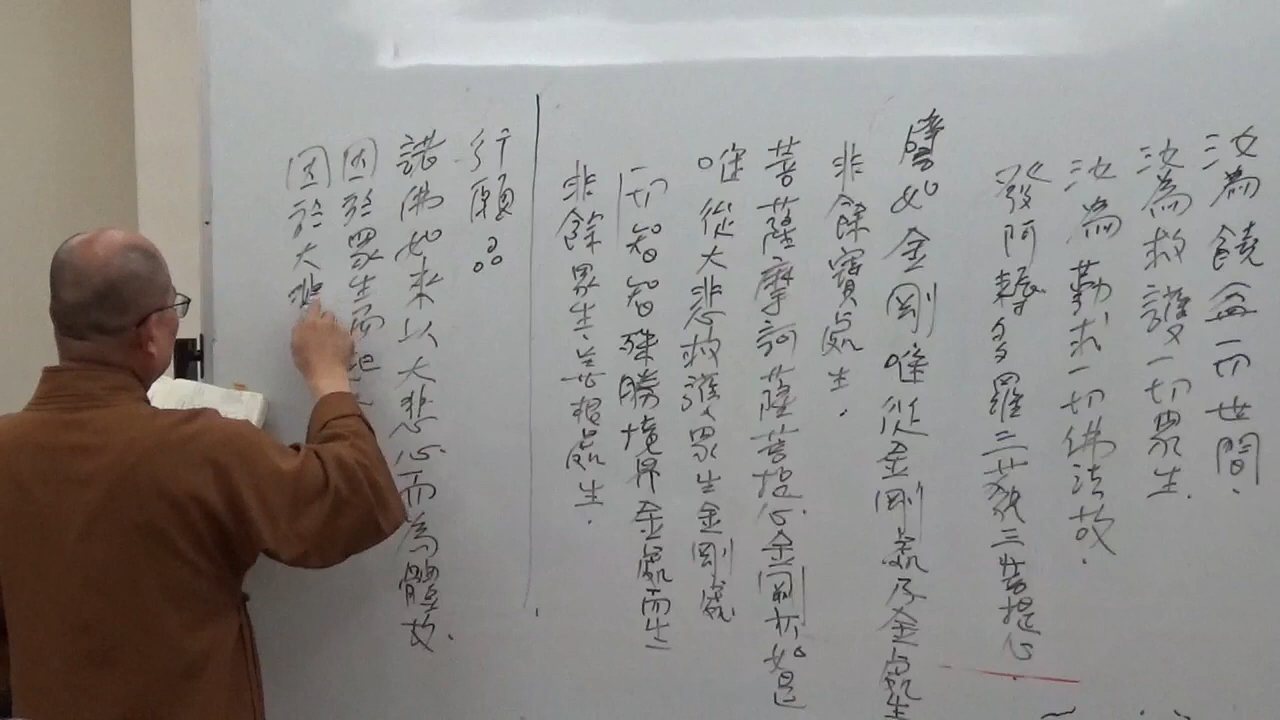 汝為饒益一切世間．
汝為救護一切眾生．
汝為勤求一切佛法故．
發阿耨多羅三藐三菩提心
譬如金剛唯從金剛處及金處生
非餘寶處生．
菩薩摩訶薩菩提心金剛亦如是
唯從大悲救護眾生金剛處
一切智智殊勝境界金處而生
非餘眾生善根處生．
行願品
諸佛如來以大悲心而為體故．
因於眾生而起
因於大悲